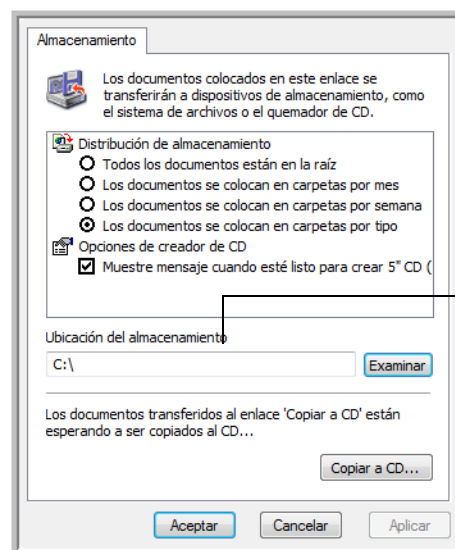 Almacenamiento
Los documentos colocados en este enlace se
transferirán a dispositivos de almacenamiento, como
el sistema de archivos o el quemador de CD.
Distribución de almacenamiento
Todos los documentos están en la raíz
Los documentos se colocan en carpetas por mes
Los documentos se colocan en carpetas por semana
Los documentos se colocan en carpetas por tipo
Opciones de creador de CD
Muestre mensaje cuando esté listo para crear 5" CD (
Ubicación del almacenamiento
C:\
Examinar
Los documentos transferidos al enlace 'Copiar a CD' están
esperando a ser copiados al CD...
Copiar a CD...
Aceptar
Cancelar
Aplicar